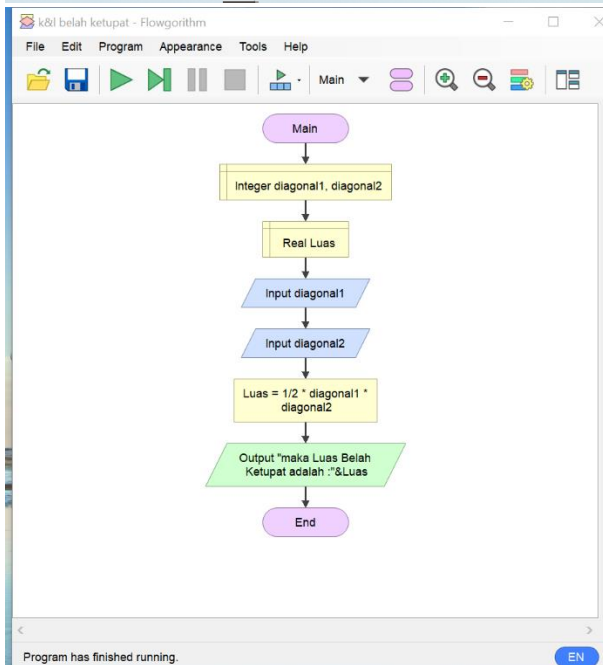 k&l belah ketupat - Flowgorithm
File Edit Program Appearance Tools Help
Main
Main
Integer diagonal1, diagonal2
Real Luas
Input diagonal1
Input diagonal2
Luas = 1/2 * diagonal1 *
diagonal2
Output "maka Luas Belah
Ketupat adalah :"&Luas
End
Program has finished running.
EN